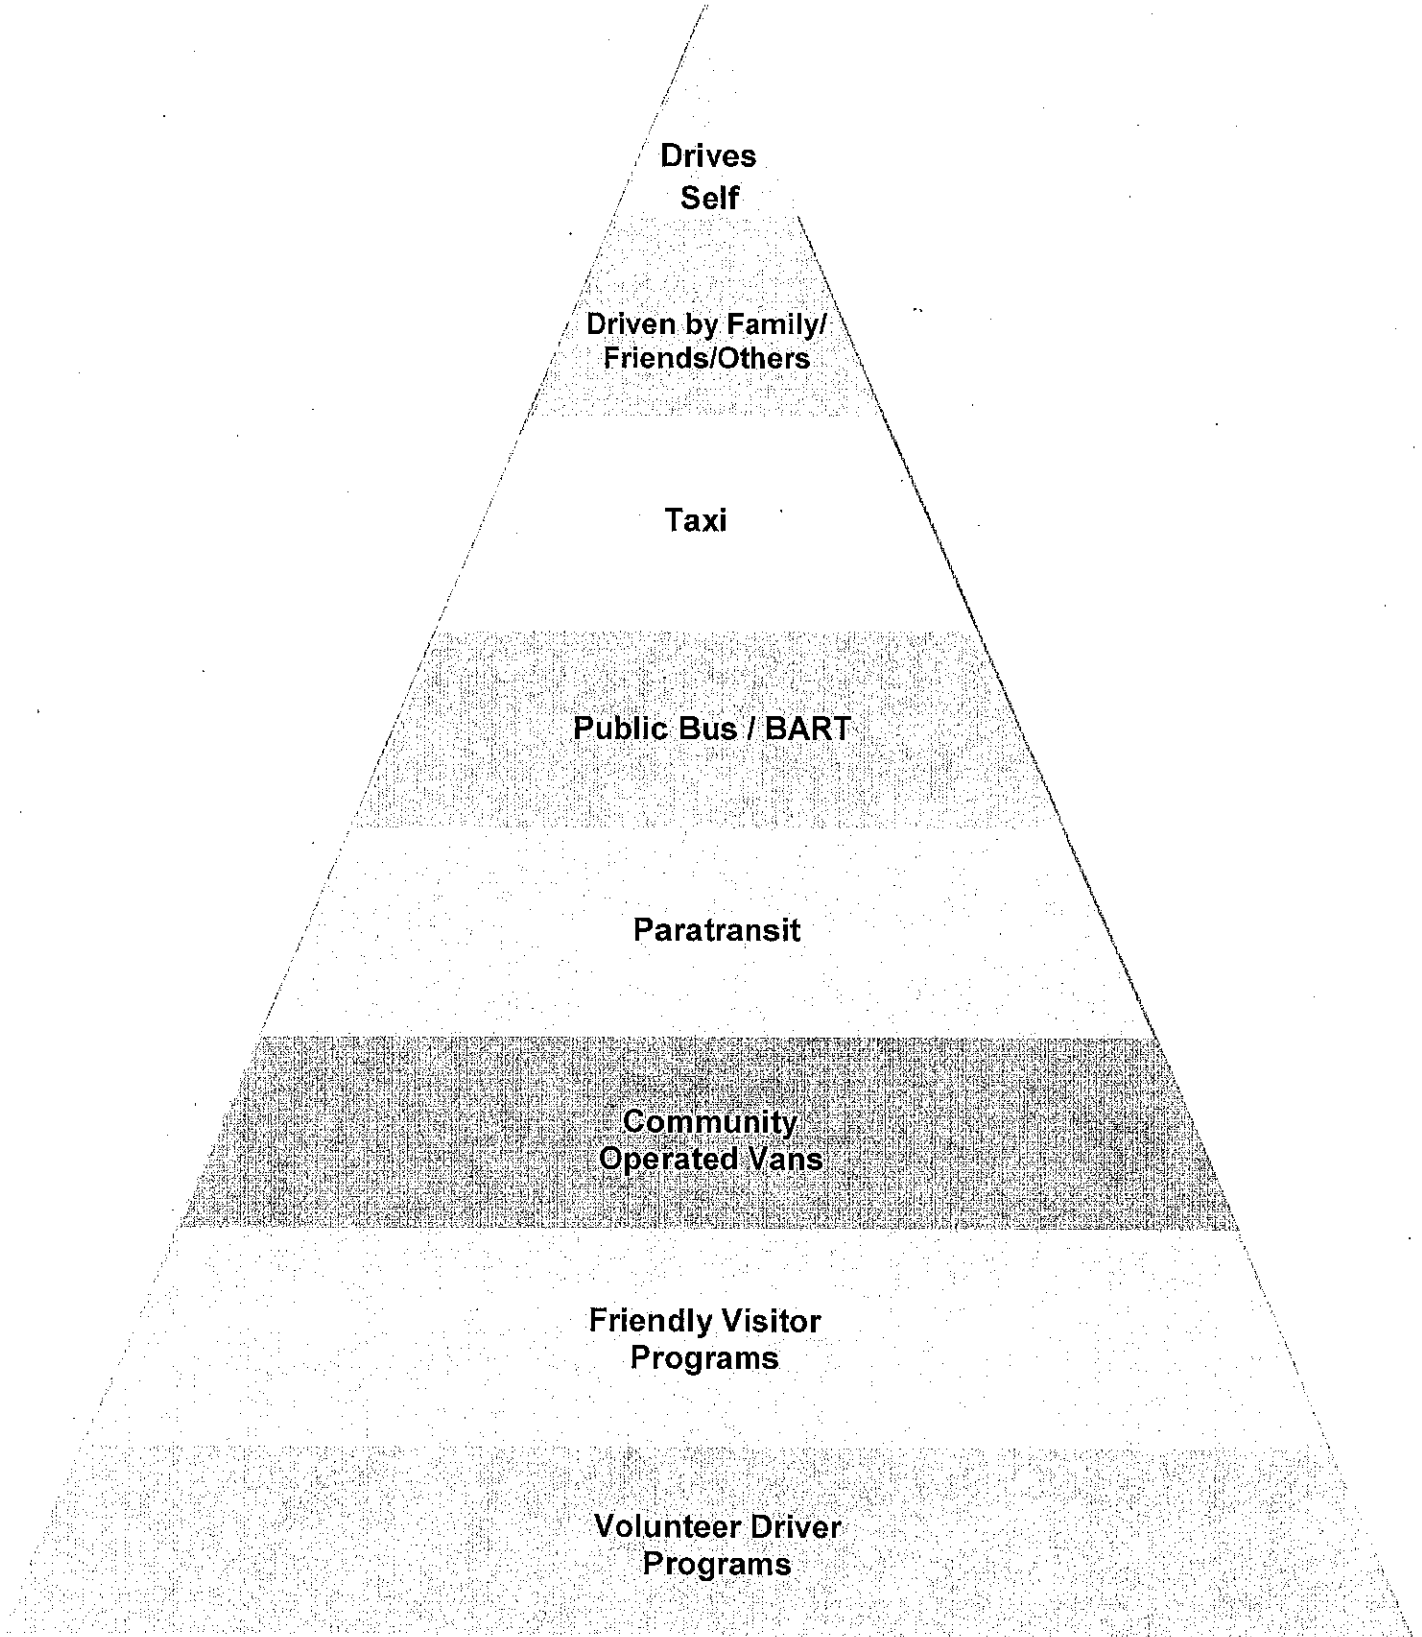 Drives
Self
Driven by Family/
Friends/Others
Taxi
Public Bus / BART
Paratransit
Community
Operated Vans
Friendly Visitor
Programs
Volunteer Driver
Programs